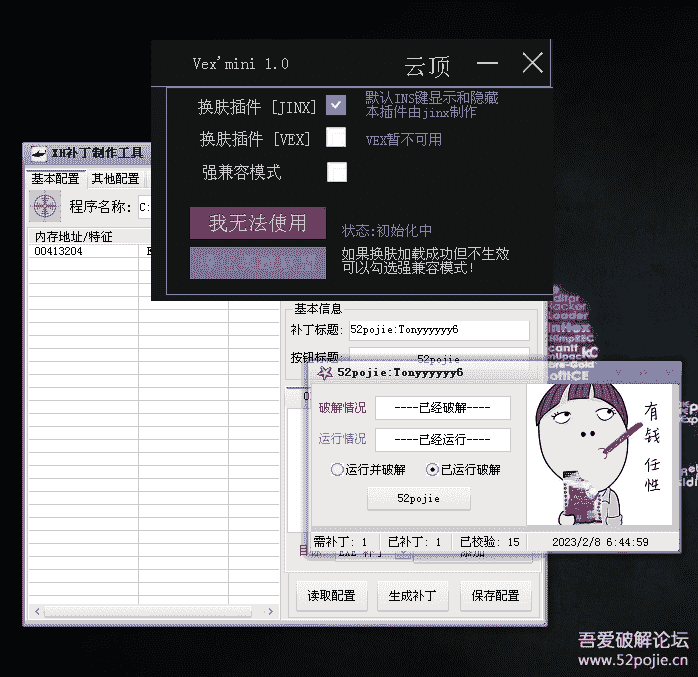 Vex'mini 1.0
云顶
换肤插件 [JINX]
默认INS键显示和隐藏
本插件由jinx制作
换肤插件 [VEX]
VEX暂不可用
强兼容模式
我无法使用
状态:初始化中
如果换肤加载成功但不生效
可以勾选强兼容模式!
XH补丁制作工具
基本配置 其他配置
程序名称: C:
内存地址/特征
00413204
基本信息
补丁标题: 52pojie:Tonyyyyyy6
按钮标题: 52pojie
52pojie:Tonyyyyyy6
破解情况 ----已经破解----
运行情况 ----已经运行----
运行并破解 已运行破解
52pojie
有钱 任性
需补丁: 1 已补丁: 1 已校验: 15 2023/2/8 6:44:59
添加
读取配置 生成补丁 保存配置
吾爱破解论坛
www.52pojie.cn